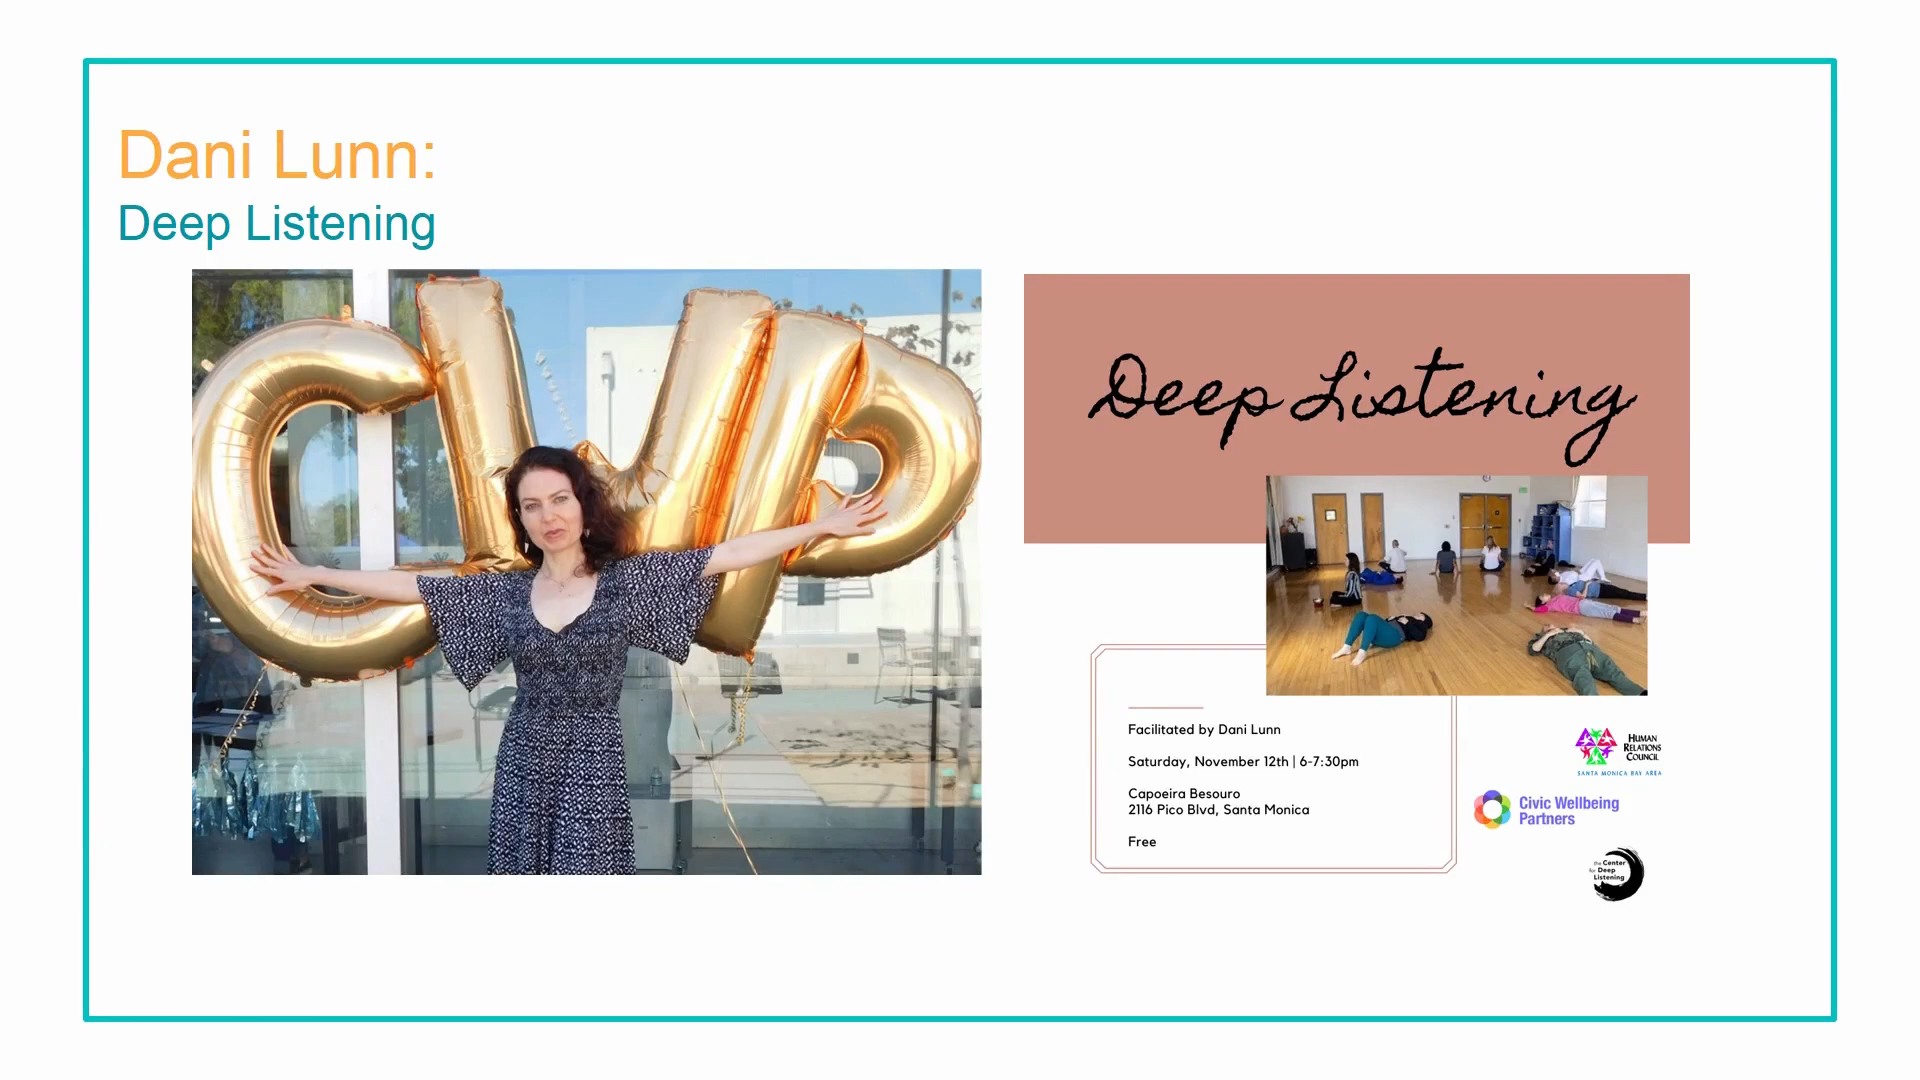 Dani Lunn:
Deep Listening
CWP
Deep Listening
Facilitated by Dani Lunn
Saturday, November 12th | 6-7:30pm
Capoeira Besouro
2116 Pico Blvd, Santa Monica
Free
HUMAN
RELATIONS
COUNCIL
SANTA MONICA BAY AREA
Civic Wellbeing
Partners
the Center
for Deep
Listening